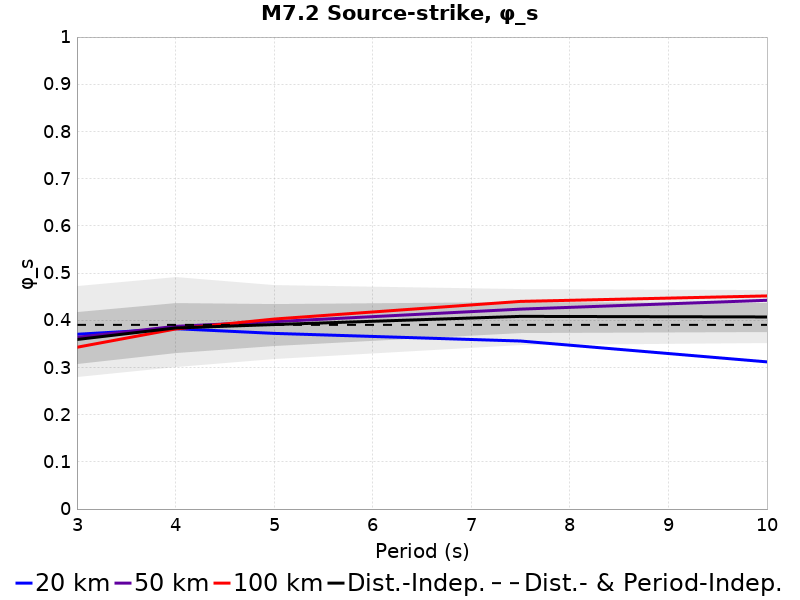 M7.2 Source-strike, φ_s
1
0.9
0.8
0.7
0.6
0.5
0.4
0.3
0.2
0.1
0
φ_s
3 4 5 6 7 8 9 10
Period (s)
20 km 50 km 100 km Dist.-Indep. Dist.- & Period-Indep.